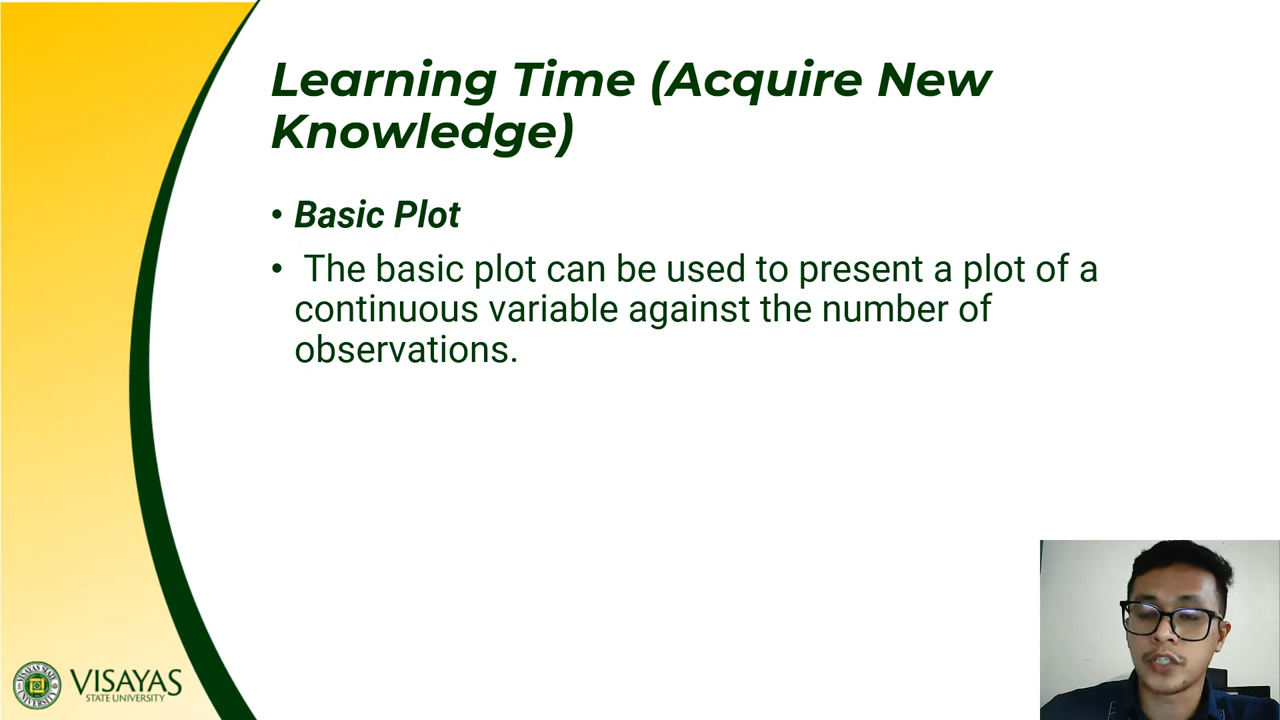 Learning Time (Acquire New
Knowledge)
• Basic Plot
• The basic plot can be used to present a plot of a
continuous variable against the number of
observations.
VISAYAS
STATE UNIVERSITY